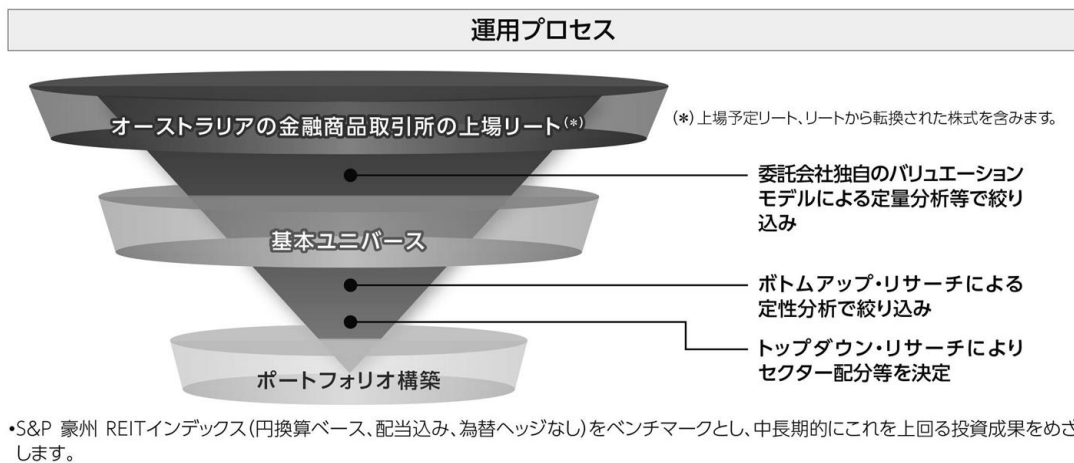 運用プロセス
オーストラリアの金融商品取引所の上場リート(*)
(*)上場予定リート、リートから転換された株式を含みます。
委託会社独自のバリュエーション
モデルによる定量分析等で絞り
込み
基本ユニバース
ボトムアップ・リサーチによる
定性分析で絞り込み
トップダウン・リサーチにより
セクター配分等を決定
ポートフォリオ構築
•S&P 豪州 REITインデックス(円換算ベース、配当込み、為替ヘッジなし)をベンチマークとし、中長期的にこれを上回る投資成果をめざ
します。